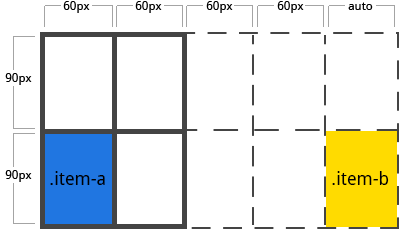 60px 60px 60px 60px auto
90px
90px
.item-a .item-b